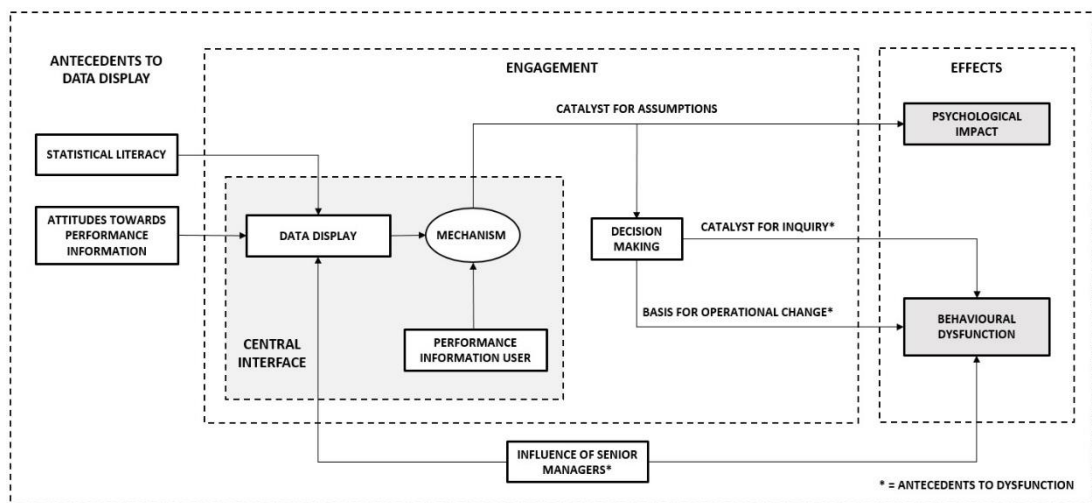 ANTECEDENTS TO
DATA DISPLAY
ENGAGEMENT
EFFECTS
CATALYST FOR ASSUMPTIONS
PSYCHOLOGICAL
IMPACT
STATISTICAL LITERACY
ATTITUDES TOWARDS
PERFORMANCE
INFORMATION
DATA DISPLAY
MECHANISM
DECISION
MAKING
CATALYST FOR INQUIRY*
BASIS FOR OPERATIONAL CHANGE*
BEHAVIOURAL
DYSFUNCTION
CENTRAL
INTERFACE
PERFORMANCE
INFORMATION USER
INFLUENCE OF SENIOR
MANAGERS*
* = ANTECEDENTS TO DYSFUNCTION